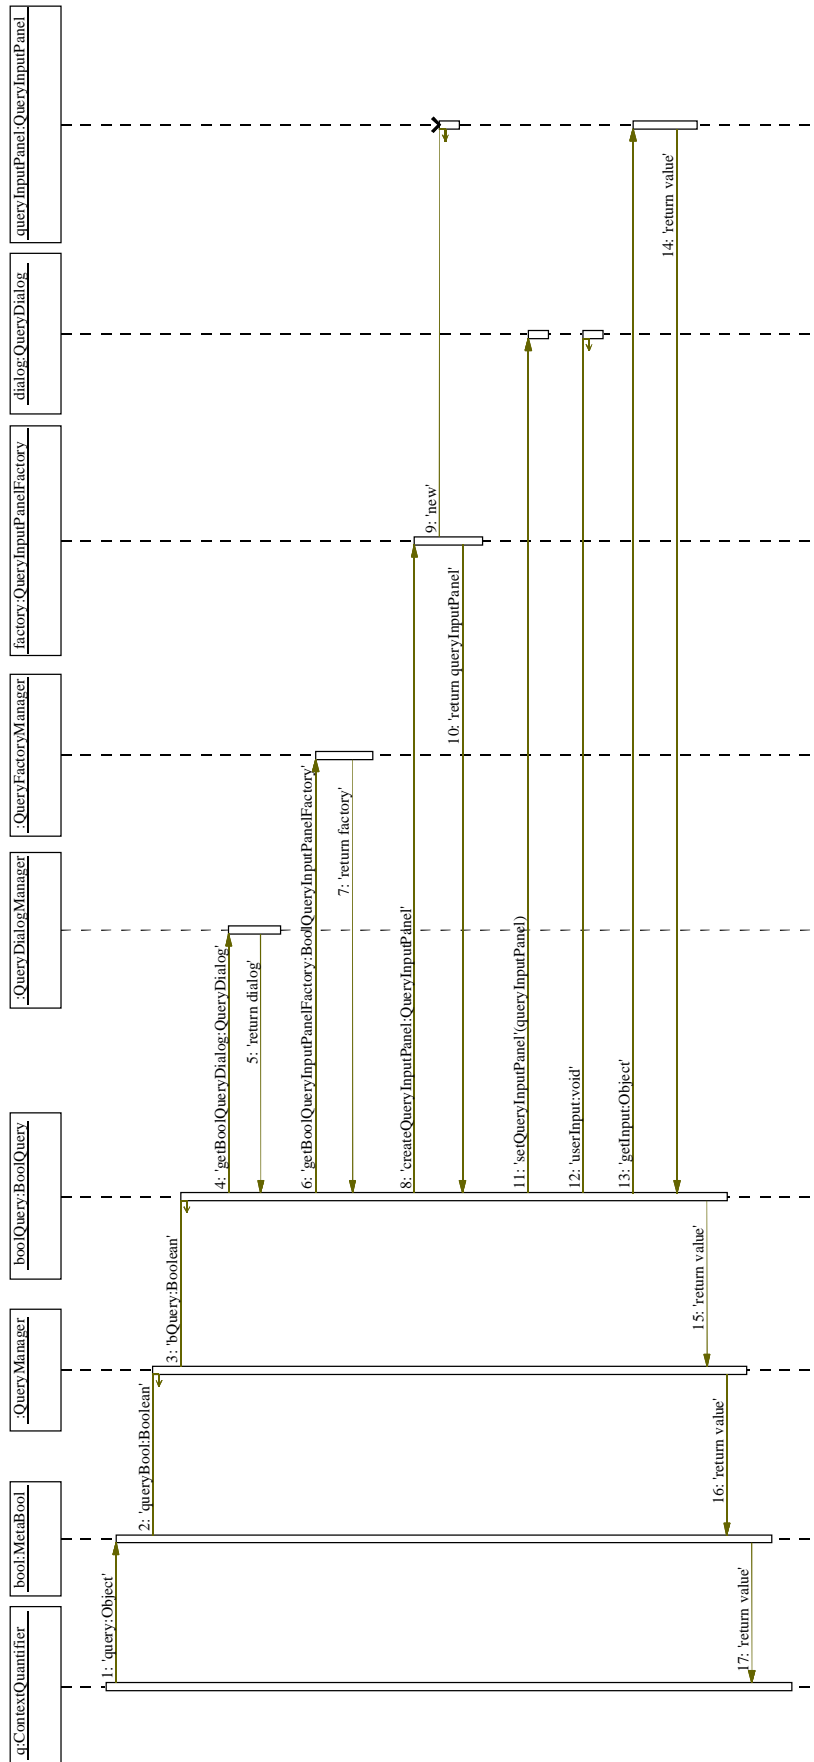 q:ContextQuantifier
bool:MetaBool
:QueryManager
boolQuery:BoolQuery
:QueryDialogManager
:QueryFactoryManager
factory:QueryInputPanelFactory
dialog:QueryDialog
queryInputPanel:QueryInputPanel
1: 'query:Object'
2: 'queryBool:Boolean'
3: 'bQuery:Boolean'
4: 'getBoolQueryDialog:QueryDialog'
5: 'return dialog'
6: 'getBoolQueryInputPanelFactory:BoolQueryInputPanelFactory'
7: 'return factory'
8: 'createQueryInputPanel:QueryInputPanel'
9: 'new'
10: 'return queryInputPanel'
11: 'setQueryInputPanel'(queryInputPanel)
12: 'userInput:void'
13: 'getInput:Object'
14: 'return value'
15: 'return value'
16: 'return value'
17: 'return value'